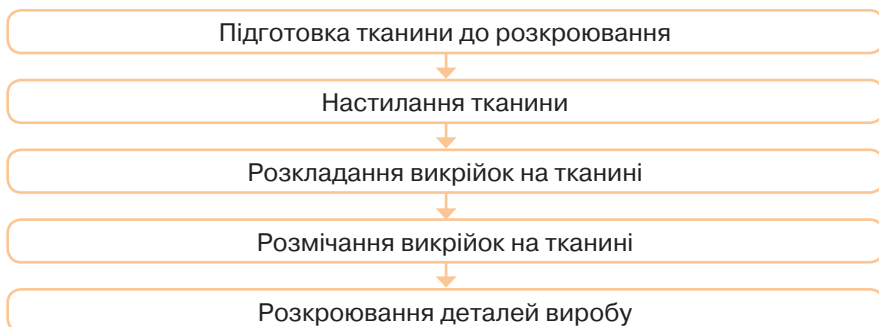 Підготовка тканини до розкроювання
Настилання тканини
Розкладання викрійок на тканині
Розмічання викрійок на тканині
Розкроювання деталей виробу